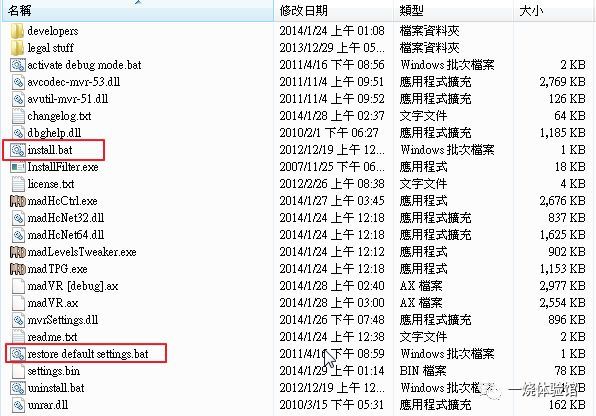 名稱 修改日期 類型 大小
developers 2014/1/24 上午 01:08 檔案資料夾
legal stuff 2013/12/29 上午 05... 檔案資料夾
activate debug mode.bat 2011/4/16 下午 08:56 Windows 批次檔案 2 KB
avcodec-mvr-53.dll 2011/11/4 上午 09:51 應用程式擴充 2,769 KB
avutil-mvr-51.dll 2011/11/4 上午 09:52 應用程式擴充 126 KB
changelog.txt 2014/1/28 上午 02:37 文字文件 64 KB
dbghelp.dll 2010/2/1 下午 06:27 應用程式擴充 1,185 KB
install.bat 2012/12/19 上午 12... Windows 批次檔案 1 KB
InstallFilter.exe 2007/11/25 下午 06... 應用程式 18 KB
license.txt 2012/2/26 上午 08:38 文字文件 4 KB
madHcCtrl.exe 2014/1/27 上午 03:45 應用程式 2,676 KB
madHcNet32.dll 2014/1/24 上午 12:18 應用程式擴充 837 KB
madHcNet64.dll 2014/1/24 上午 12:18 應用程式擴充 1,625 KB
madLevelsTweaker.exe 2014/1/24 上午 12:12 應用程式 902 KB
madTPG.exe 2014/1/24 上午 12:18 應用程式 1,153 KB
madVR [debug].ax 2014/1/28 上午 02:40 AX 檔案 2,977 KB
madVR.ax 2014/1/28 上午 03:00 AX 檔案 2,554 KB
mvrSettings.dll 2014/1/26 下午 07:48 應用程式擴充 896 KB
readme.txt 2014/1/24 上午 12:38 文字文件 2 KB
restore default settings.bat 2011/4/16 下午 08:59 Windows 批次檔案 1 KB
settings.bin 2014/1/29 上午 01:14 BIN 檔案 78 KB
uninstall.bat 2012/12/19 上午 12... Windows 批次檔案 KB
unrar.dll 2010/3/15 下午 05:31 應用程式擴充 162 KB
一烧体验馆